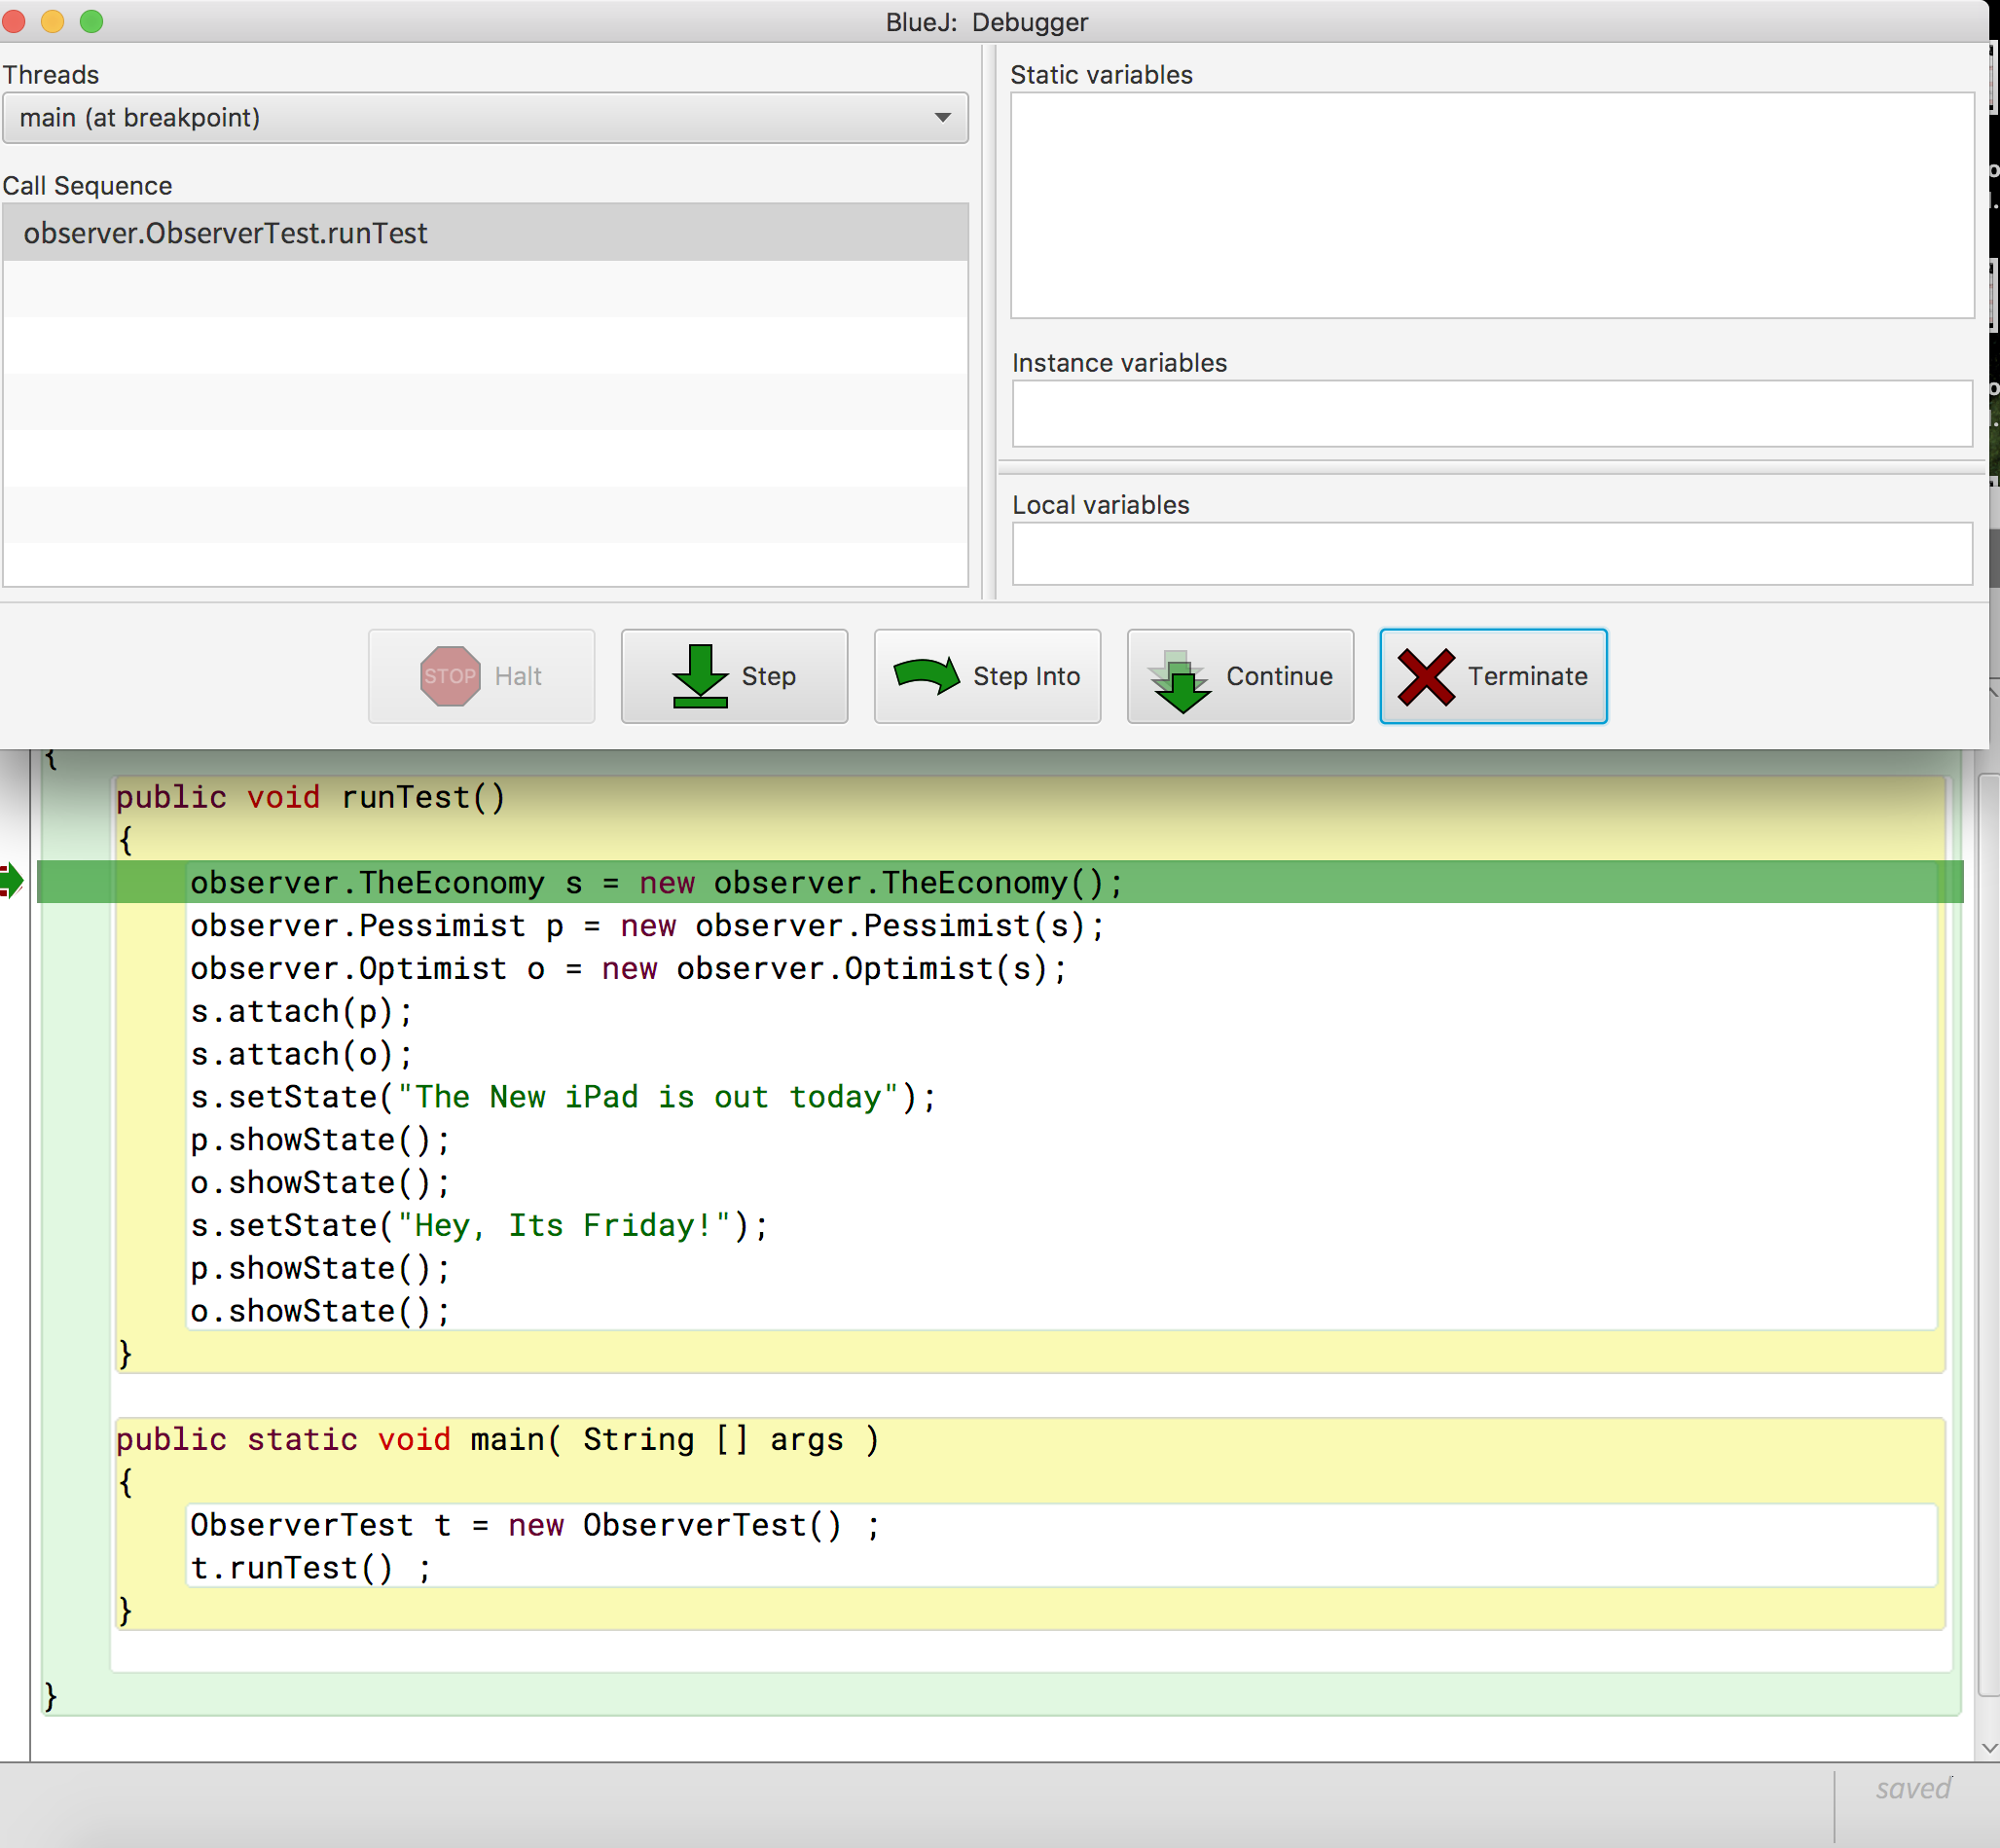 BlueJ:  Debugger
Threads
main (at breakpoint)
Call Sequence
observer.ObserverTest.runTest
Static variables
Instance variables
Local variables
STOP Halt
Step
Step Into
Continue
Terminate
{
public void runTest()
{
observer.TheEconomy s = new observer.TheEconomy();
observer.Pessimist p = new observer.Pessimist(s);
observer.Optimist o = new observer.Optimist(s);
s.attach(p);
s.attach(o);
s.setState("The New iPad is out today");
p.showState();
o.showState();
s.setState("Hey, Its Friday!");
p.showState();
o.showState();
}
public static void main( String [] args )
{
ObserverTest t = new ObserverTest() ;
t.runTest() ;
}
}
saved